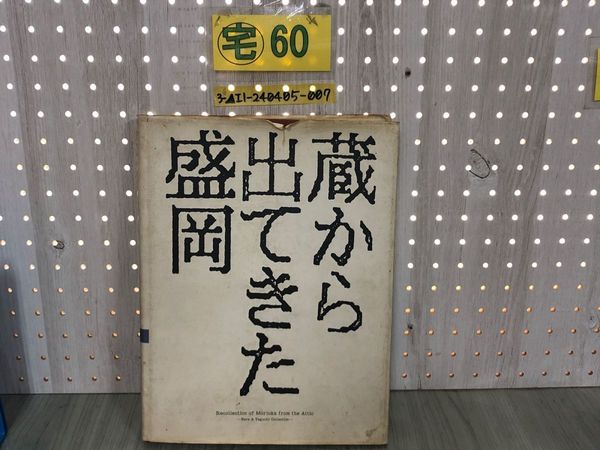 宅 60
3-▲I1-240405-007
蔵から
出てきた
盛岡
Recollection of Morioka from the Attic